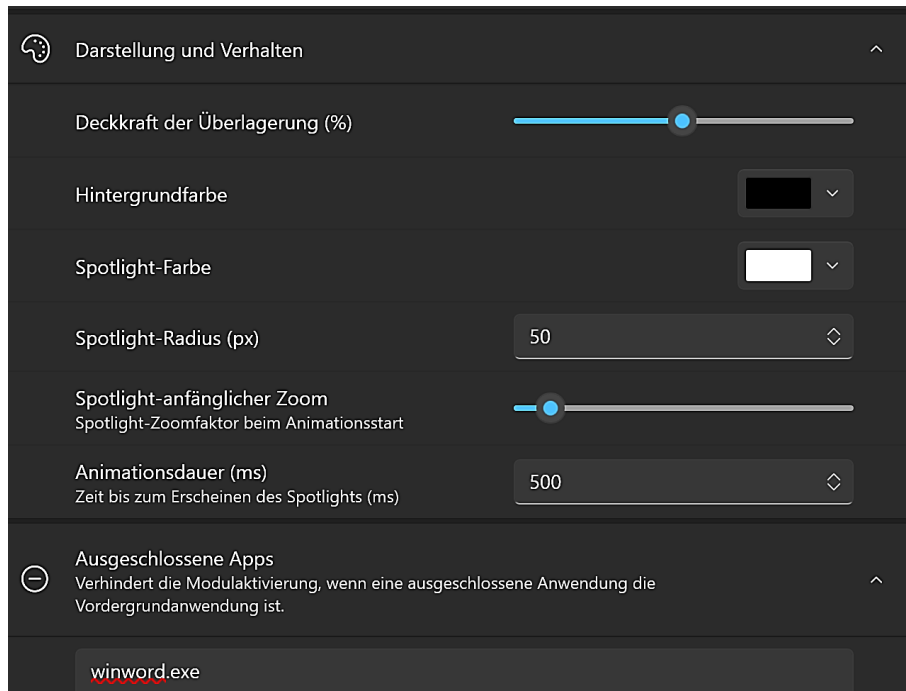 Darstellung und Verhalten
Deckkraft der Überlagerung (%)
Hintergrundfarbe
Spotlight-Farbe
Spotlight-Radius (px)
50
Spotlight-anfänglicher Zoom
Spotlight-Zoomfaktor beim Animationsstart
Animationsdauer (ms)
Zeit bis zum Erscheinen des Spotlights (ms)
500
Ausgeschlossene Apps
Verhindert die Modulaktivierung, wenn eine ausgeschlossene Anwendung die
Vordergrundanwendung ist.
winword.exe